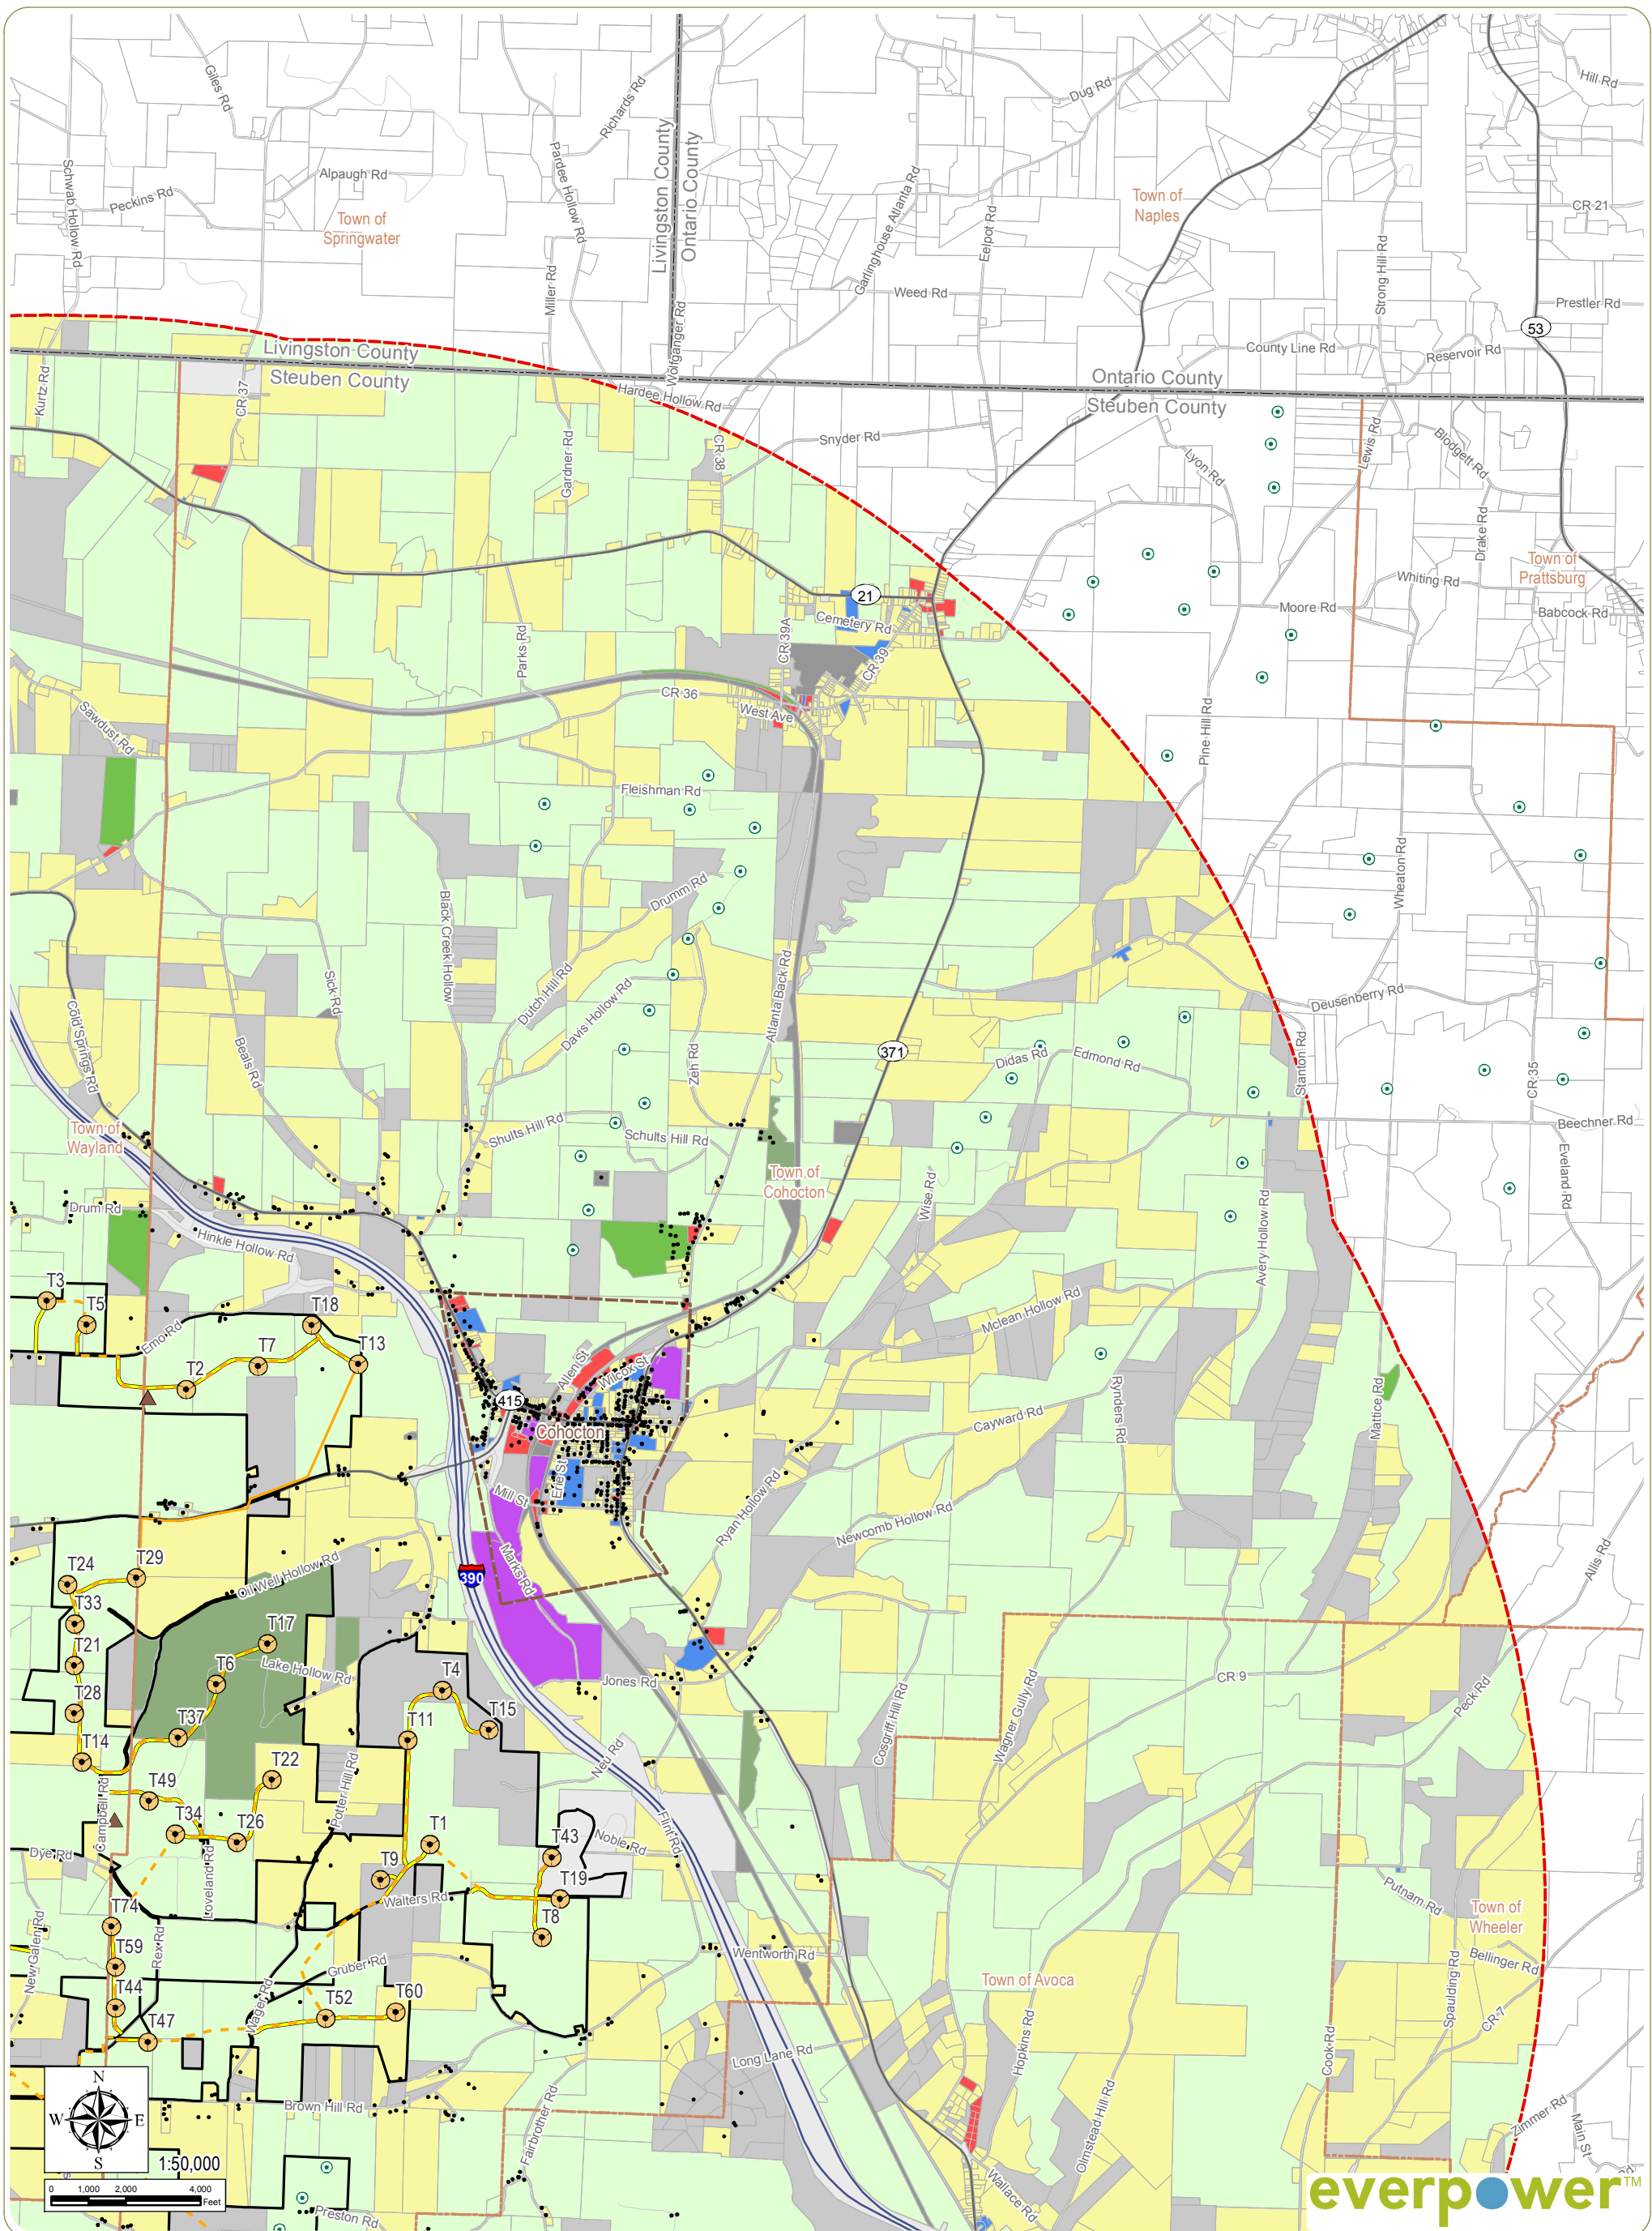 Giles Rd
Richards Rd
Dug Rd
Hill Rd
Schwab Hollow Rd
Peckins Rd
Alpaugh Rd
Pardee Hollow Rd
Livingston County
Ontario County
Garlinghouse Atlanta Rd
Eelpot Rd
Town of
Naples
CR 21
Town of
Springwater
Miller Rd
Weed Rd
Strong Hill Rd
Prestler Rd
53
Wolfganger Rd
County Line Rd
Reservoir Rd
Livingston County
Steuben County
Kurtz Rd
CR 37
Hardee Hollow Rd
Ontario County
Steuben County
Snyder Rd
CR 38
Gardner Rd
Lyon Rd
Lewis Rd
Blodgett Rd
Drake Rd
Town of
Prattsburg
Whiting Rd
Moore Rd
Babcock Rd
21
Cemetery Rd
CR 39A
CR 39
Parks Rd
CR 36
West Ave
Sawdust Rd
Pine Hill Rd
Fleishman Rd
Wheaton Rd
Drumm Rd
Black Creek Hollow
Sick Rd
Dutch Hill Rd
Davis Hollow Rd
Atlanta Back Rd
Deusenberry Rd
Cold Springs Rd
Beals Rd
Zeh Rd
371
Didas Rd
Edmond Rd
Stanton Rd
CR 35
Beechner Rd
Town of
Wayland
Shults Hill Rd
Schults Hill Rd
Town of
Cohocton
Wise Rd
Avery Hollow Rd
Eveland Rd
Drum Rd
Hinkle Hollow Rd
T3
T5
T18
T13
T7
T2
Emo Rd
Mclean Hollow Rd
Allen St
Wilcox St
415
Cohocton
Rynders Rd
Mattice Rd
Cayward Rd
Erie St
Mill St
Ryan Hollow Rd
Newcomb Hollow Rd
Marks Rd
390
Allis Rd
T24
T29
Oil Well Hollow Rd
T33
T17
T21
T6
Lake Hollow Rd
T28
T37
T14
T4
T15
T11
Jones Rd
CR 9
Peck Rd
Wagner Gully Rd
Cosgriff Hill Rd
T22
T49
Neu Rd
Potter Hill Rd
Campbell Rd
T34
T26
T1
T43
Noble Rd
Flint Rd
Dye Rd
Loveland Rd
T9
T19
Walters Rd
Putnam Rd
Town of
Wheeler
T74
T8
New Galen Rd
Rex Rd
T59
Wentworth Rd
Bellinger Rd
Gruber Rd
Town of Avoca
T44
T60
T52
T47
Wager Rd
Spaulding Rd
CR 7
Hopkins Rd
Cook Rd
Long Lane Rd
N
W
E
S
Brown Hill Rd
Fairbrother Rd
Olmstead Hill Rd
Zimmer Rd
Main St
1:50,000
0 1,000 2,000 4,000
Feet
Wallace Rd
Preston Rd
everpower™